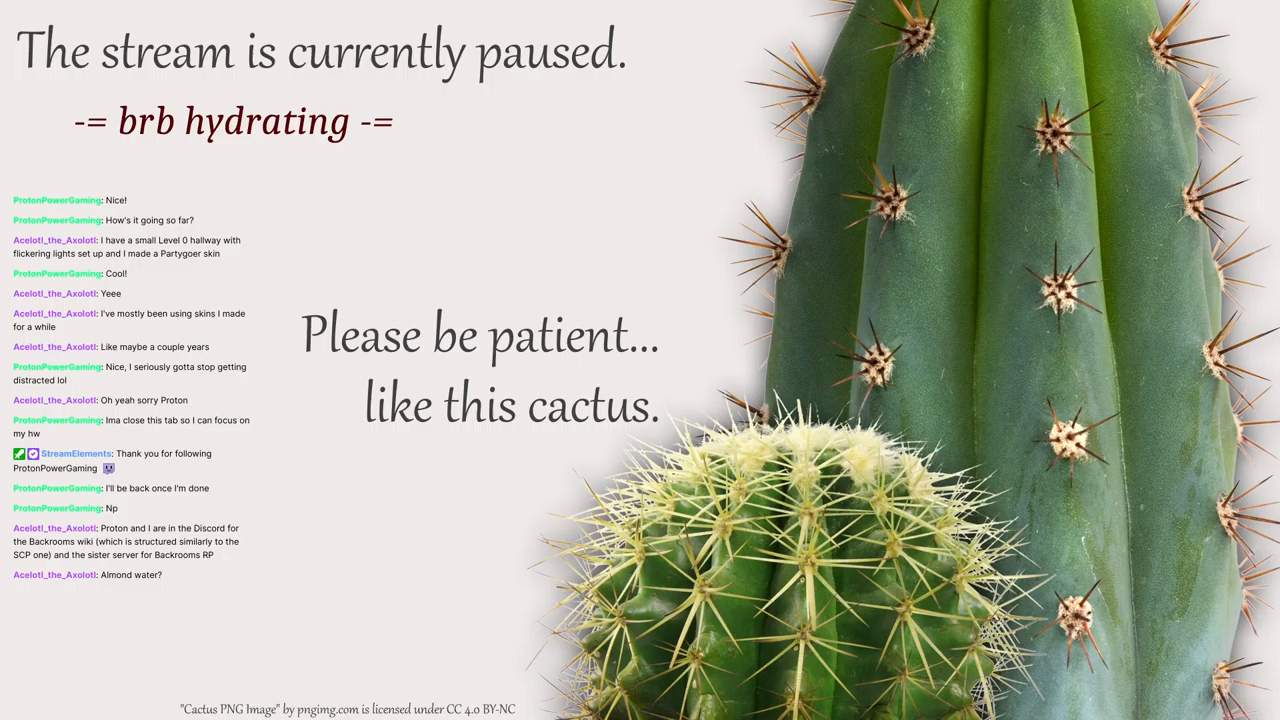 The stream is currently paused.
-= brb hydrating -=
ProtonPowerGaming: Nice!
ProtonPowerGaming: How's it going so far?
Acelotl_the_Axolotl: I have a small Level 0 hallway with
flickering lights set up and I made a Partygoer skin
ProtonPowerGaming: Cool!
Acelotl_the_Axolotl: Yeee
Acelotl_the_Axolotl: I've mostly been using skins I made
for a while
Acelotl_the_Axolotl: Like maybe a couple years
ProtonPowerGaming: Nice, I seriously gotta stop getting
distracted lol
Acelotl_the_Axolotl: Oh yeah sorry Proton
ProtonPowerGaming: Ima close this tab so I can focus on
my hw
StreamElements: Thank you for following
ProtonPowerGaming
ProtonPowerGaming: I'll be back once I'm done
ProtonPowerGaming: Np
Acelotl_the_Axolotl: Proton and I are in the Discord for
the Backrooms wiki (which is structured similarly to the
SCP one) and the sister server for Backrooms RP
Acelotl_the_Axolotl: Almond water?
Please be patient...
like this cactus.
"Cactus PNG Image" by pngimg.com is licensed under CC 4.0 BY-NC